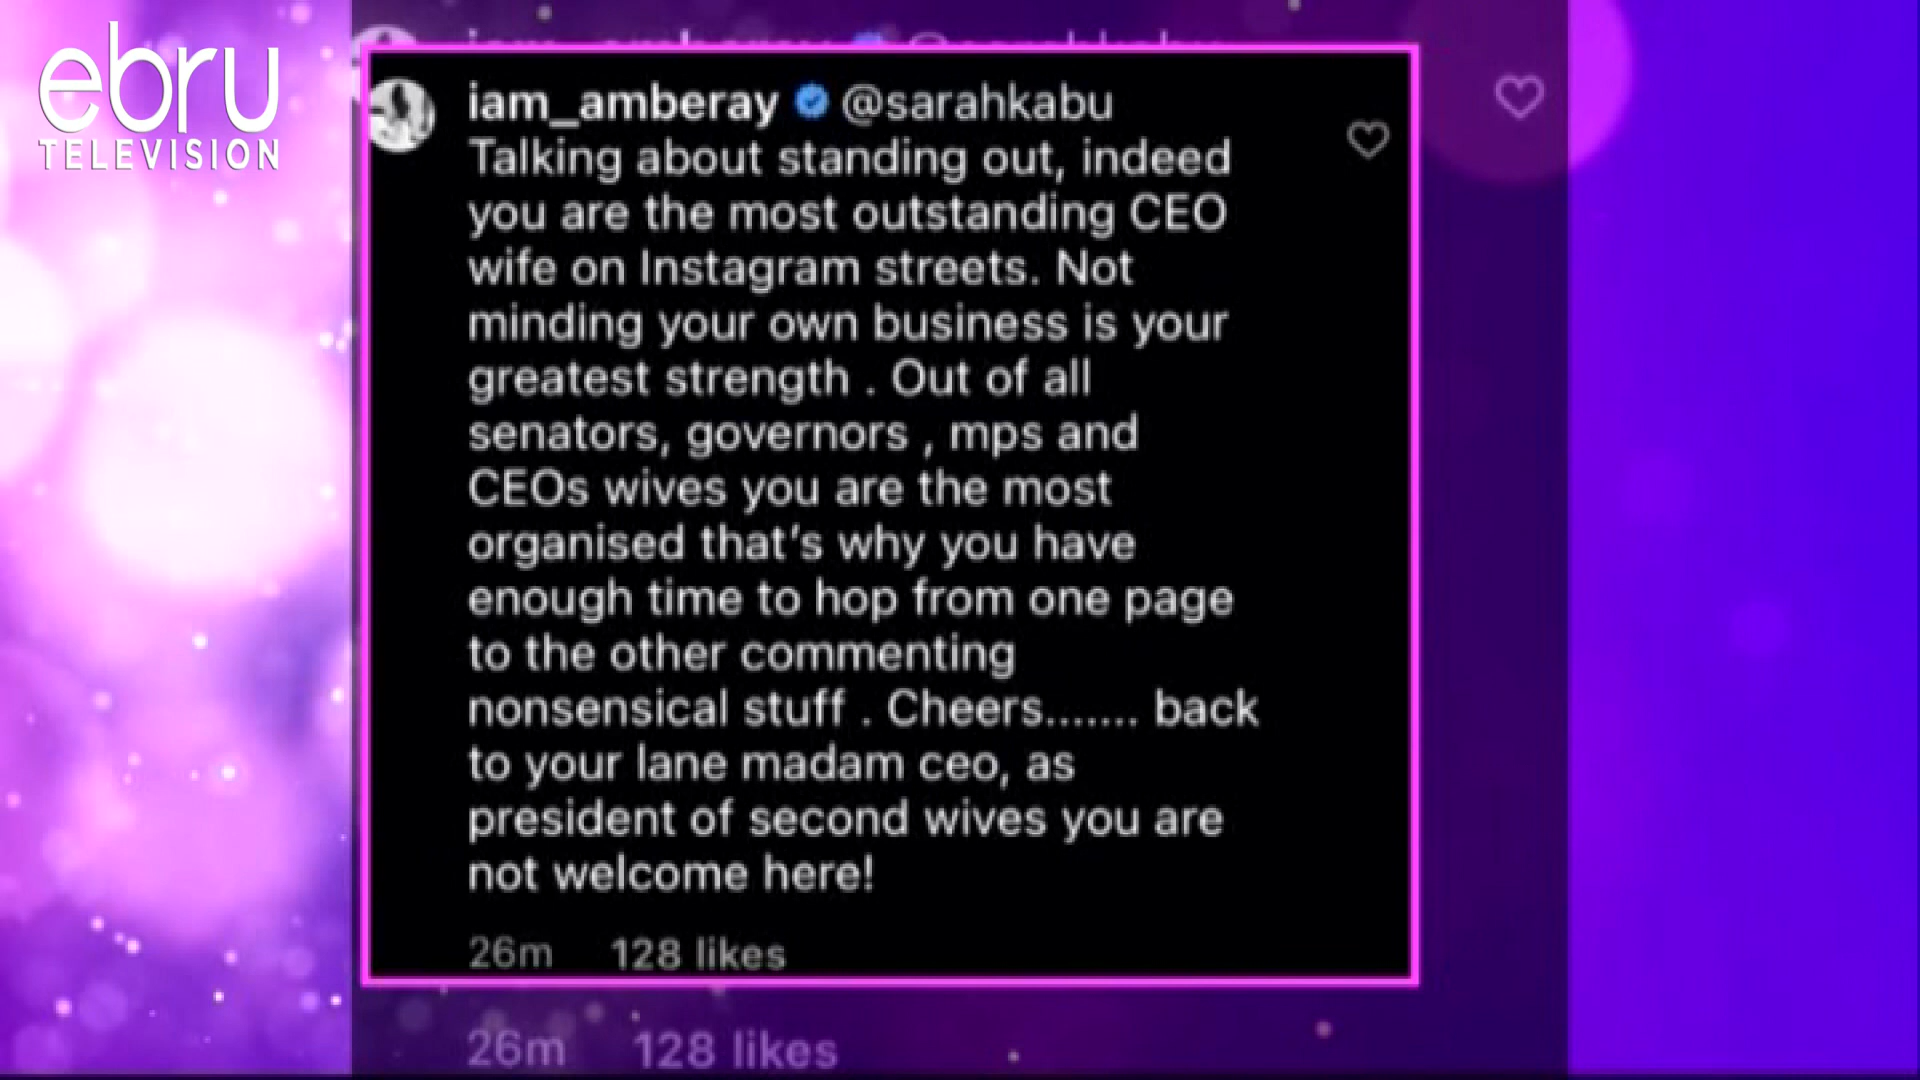 ebru
TELEVISION
iam_amberay @sarahkabu
Talking about standing out, indeed
you are the most outstanding CEO
wife on Instagram streets. Not
minding your own business is your
greatest strength . Out of all
senators, governors , mps and
CEOs wives you are the most
organised that's why you have
enough time to hop from one page
to the other commenting
nonsensical stuff . Cheers....... back
to your lane madam ceo, as
president of second wives you are
not welcome here!
26m 128 likes
26m 128 likes